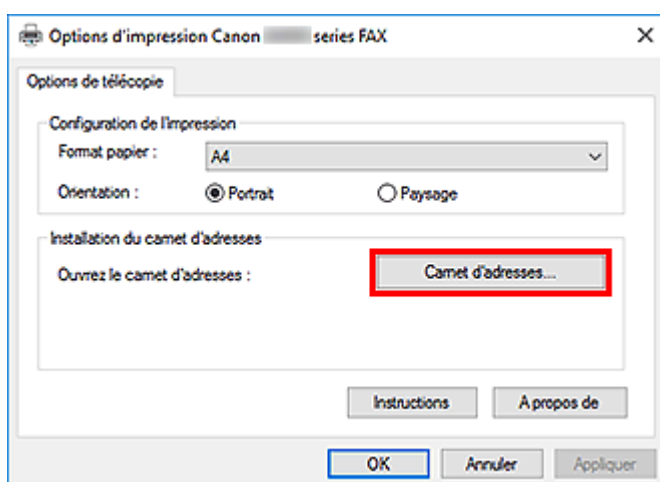 Options d'impression Canon series FAX
Options de télécopie
Configuration de l'impression
Format papier :
A4
Orientation :
Portrait
Paysage
Installation du carnet d'adresses
Ouvrez le carnet d'adresses :
Carnet d'adresses...
Instructions
A propos de
OK
Annuler
Appliquer